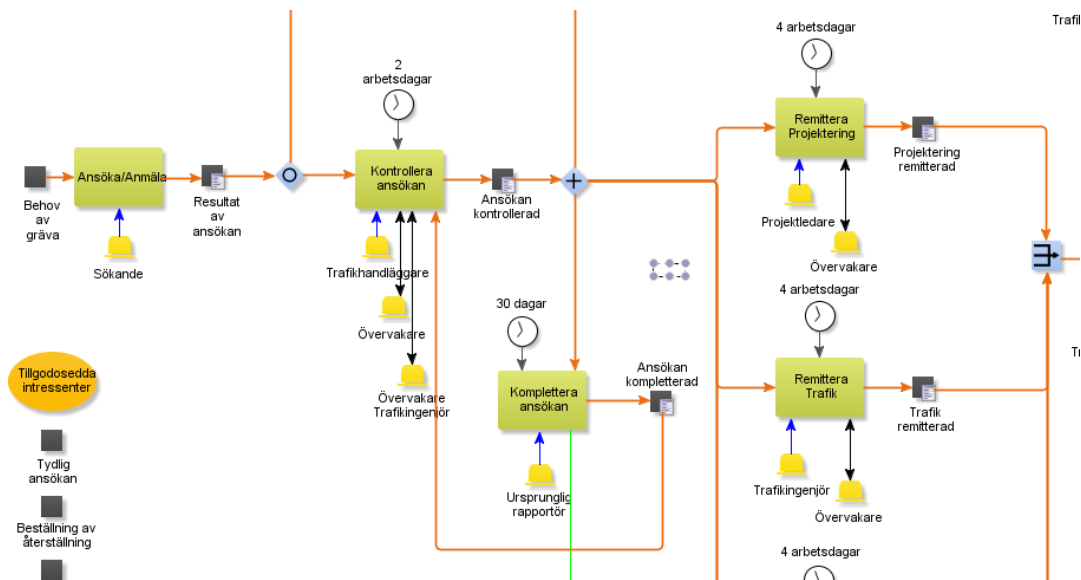 Trafik
4 arbetsdagar
2
arbetsdagar
Remittera
Projektering
Projektering
remitterad
Ansöka/Anmäla
Kontrollera
ansökan
Behov
av
gräva
Resultat
av
ansökan
Ansökan
kontrollerad
Projektledare
Övervakare
Sökande
Trafikhandläggare
4 arbetsdagar
30 dagar
Övervakare
Tr
Tillgodosedda
intressenter
Övervakare
Trafikingenjör
Komplettera
ansökan
Ansökan
kompletterad
Remittera
Trafik
Trafik
remitterad
Tydlig
ansökan
Ursprunglig
rapportör
Trafikingenjör
Övervakare
Beställning av
återställning
4 arbetsdagar